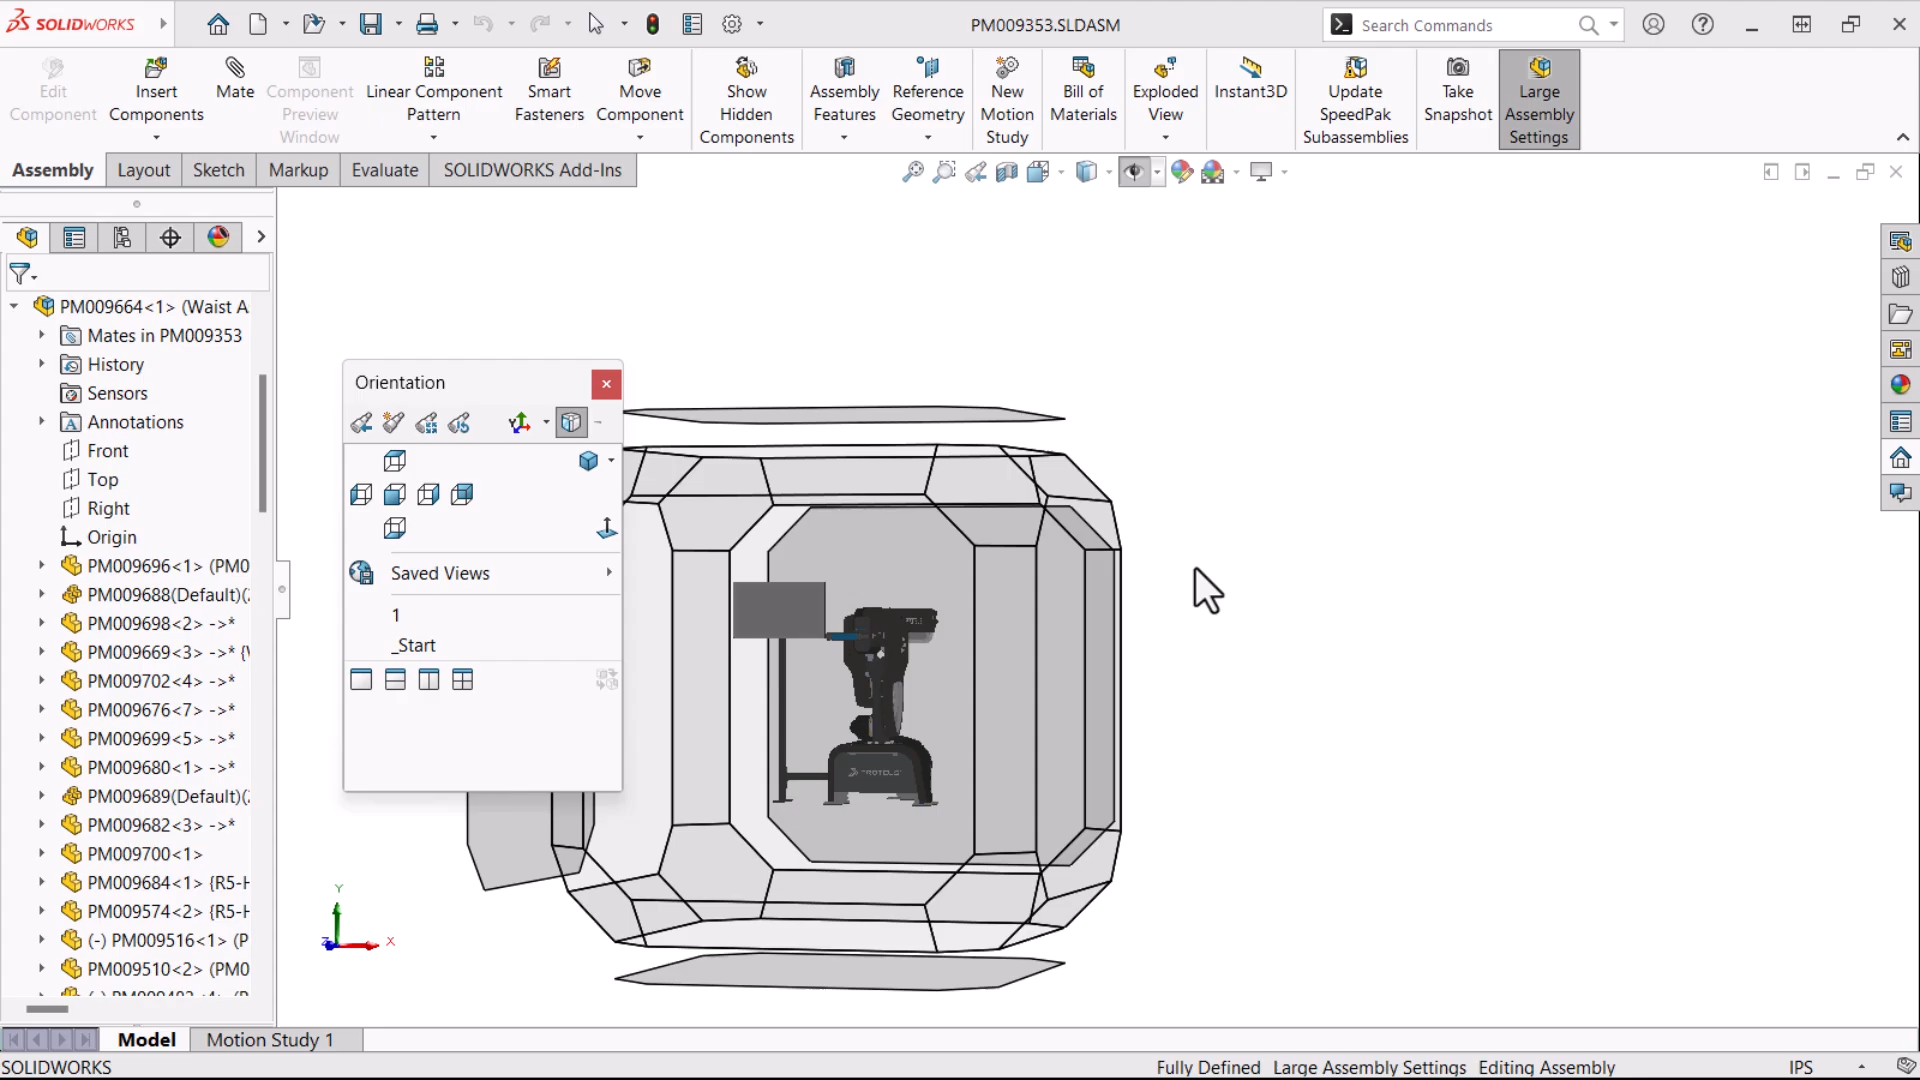 SOLIDWORKS
PM009353.SLDASM
Search Commands
Edit Component
Insert Components
Mate
Component Preview Window
Linear Component Pattern
Smart Fasteners
Move Component
Show Hidden Components
Assembly Features
Reference Geometry
New Motion Study
Bill of Materials
Exploded View
Instant3D
Update SpeedPak Subassemblies
Take Snapshot
Large Assembly Settings
Assembly
Layout
Sketch
Markup
Evaluate
SOLIDWORKS Add-Ins
PM009664<1> (Waist A
Mates in PM009353
History
Sensors
Annotations
Front
Top
Right
Origin
PM009696<1> (PM0
PM009688(Default)(
PM009698<2> ->*
PM009669<3> ->* {
PM009702<4> ->*
PM009676<7> ->*
PM009699<5> ->*
PM009680<1> ->*
PM009689(Default)(
PM009682<3> ->*
PM009700<1>
PM009684<1> {R5-H
PM009574<2> {R5-H
(-) PM009516<1> (P
PM009510<2> (PM0
Orientation
Saved Views
1
_Start
Y
Z
X
Model
Motion Study 1
SOLIDWORKS
Fully Defined
Large Assembly Settings
Editing Assembly
IPS